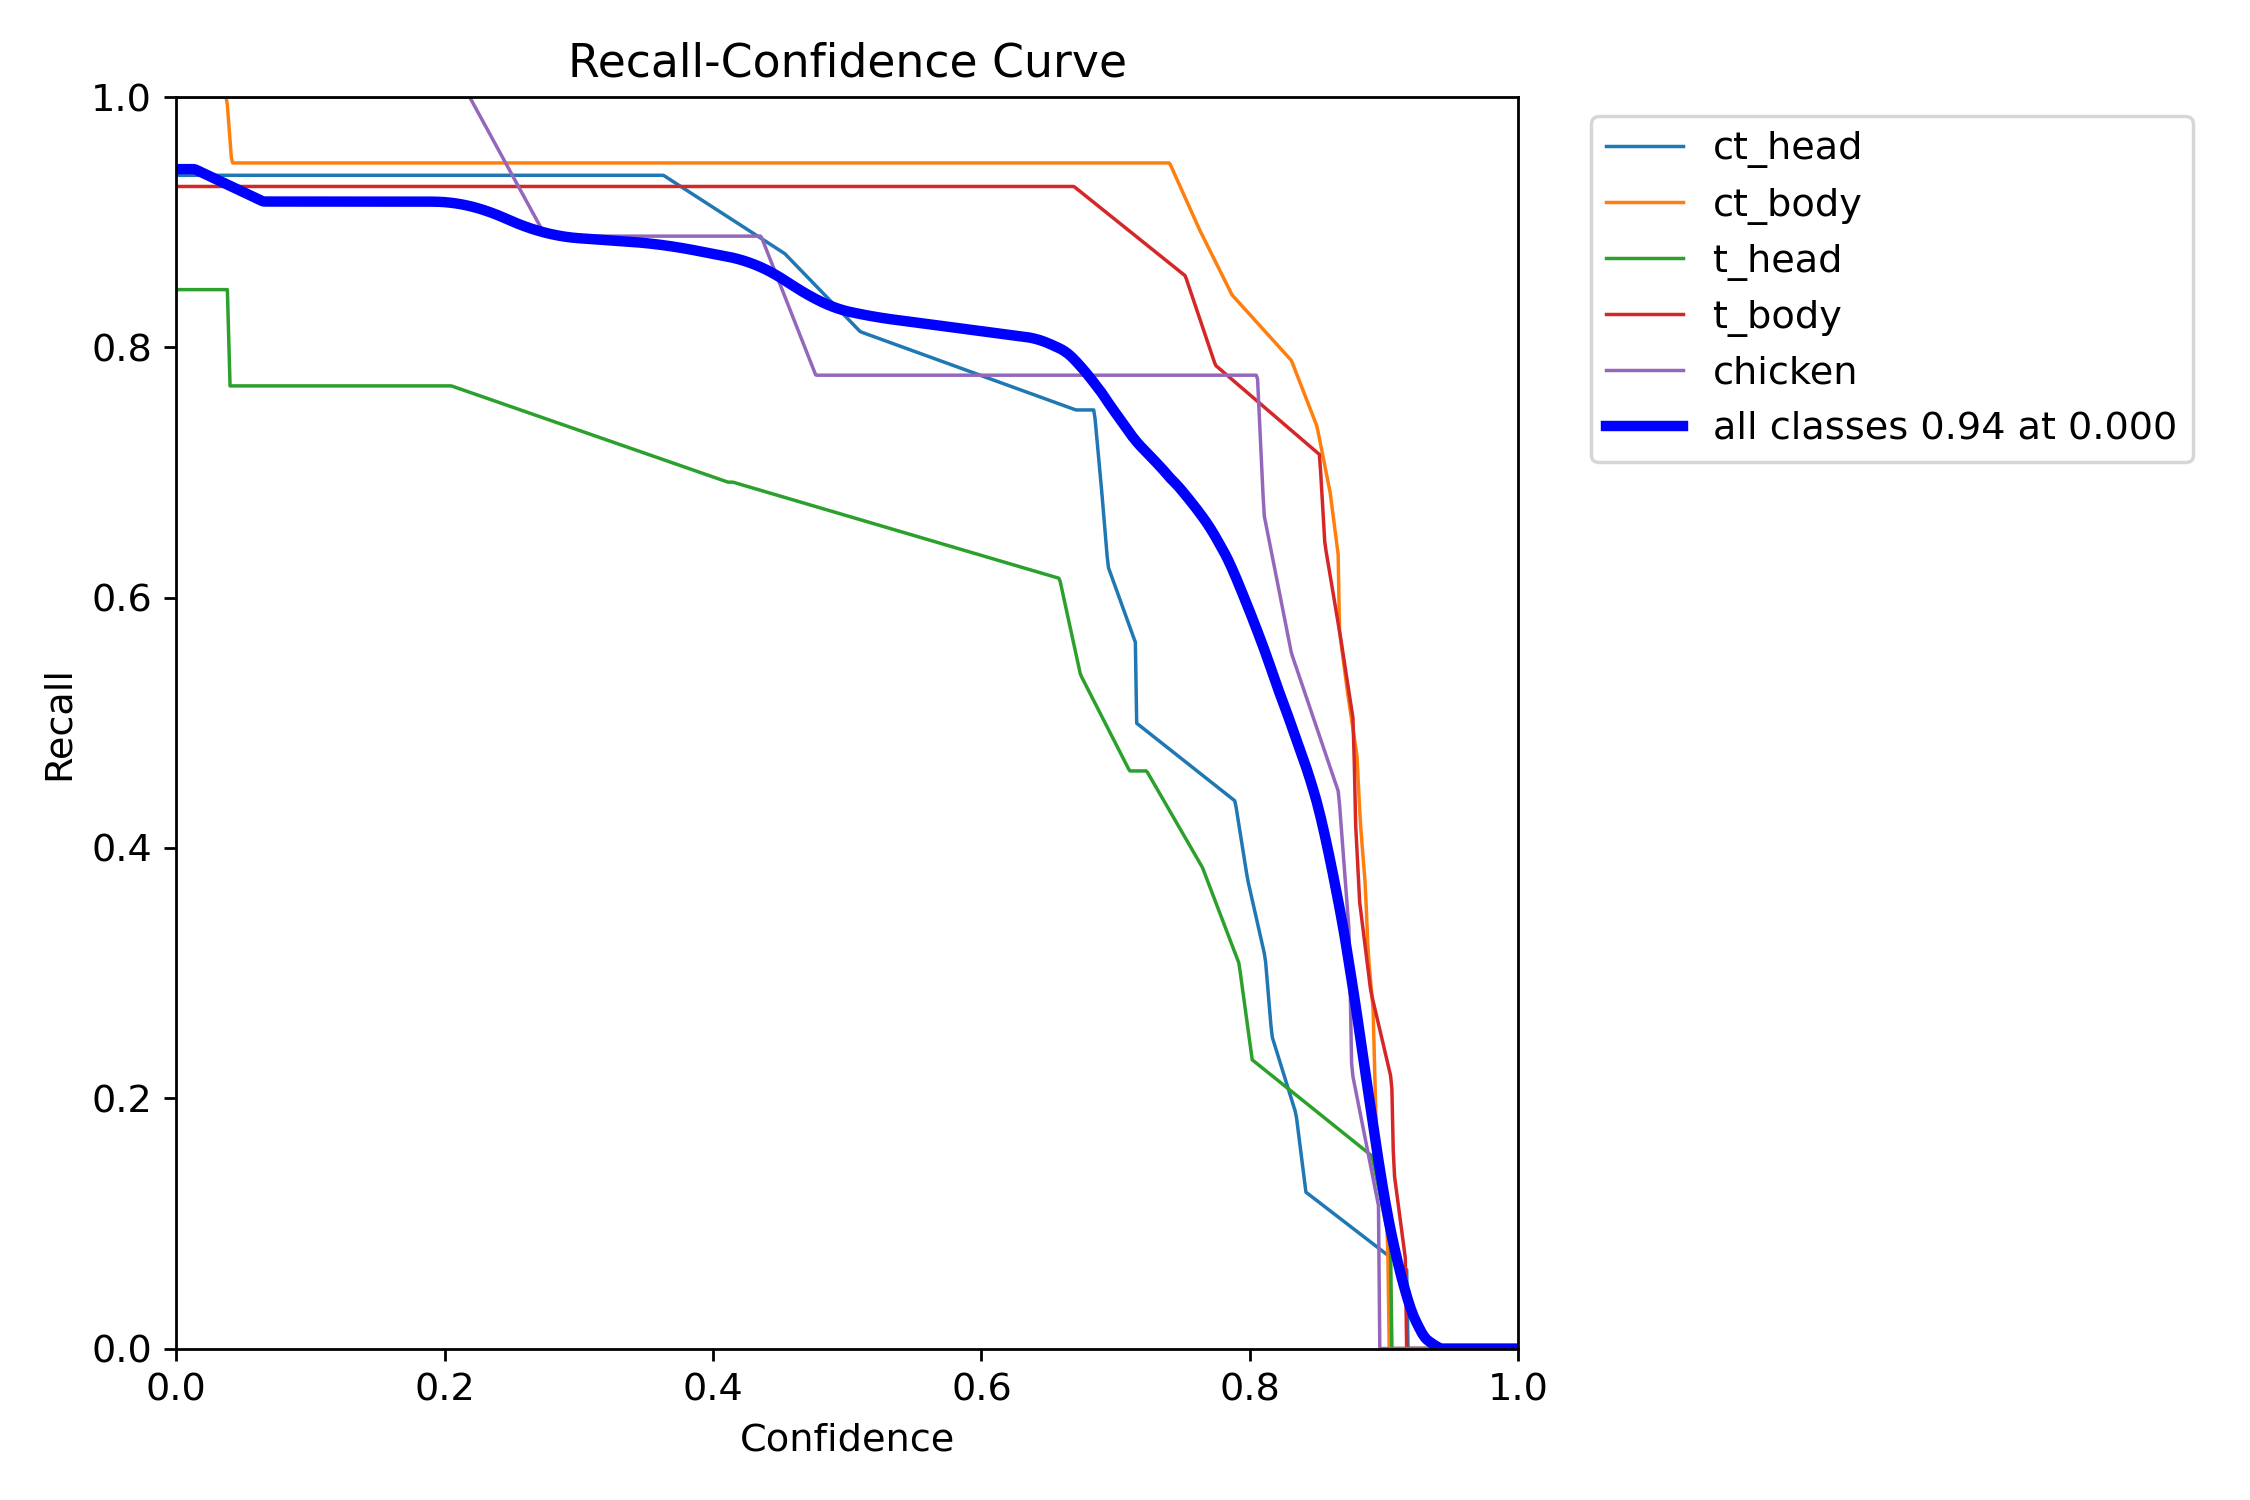 Recall-Confidence Curve
1.0
0.8
0.6
0.4
0.2
0.0
Recall
0.0 0.2 0.4 0.6 0.8 1.0
Confidence
ct_head
ct_body
t_head
t_body
chicken
all classes 0.94 at 0.000